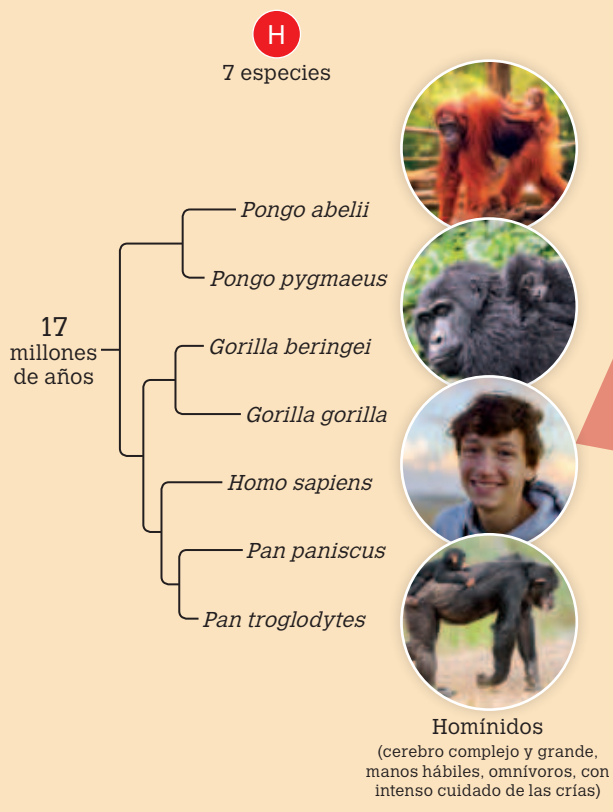 H
7 especies
Pongo abelii
Pongo pygmaeus
17
millones
de años
Gorilla beringei
Gorilla gorilla
Homo sapiens
Pan paniscus
Pan troglodytes
Homínidos
(cerebro complejo y grande,
manos hábiles, omnívoros, con
intenso cuidado de las crías)